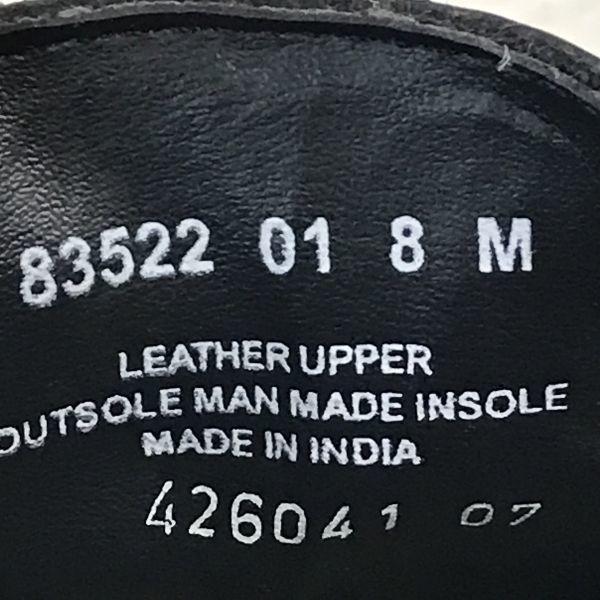 83522 01 8 M
LEATHER UPPER
OUTSOLE MAN MADE INSOLE
MADE IN INDIA
426041 07